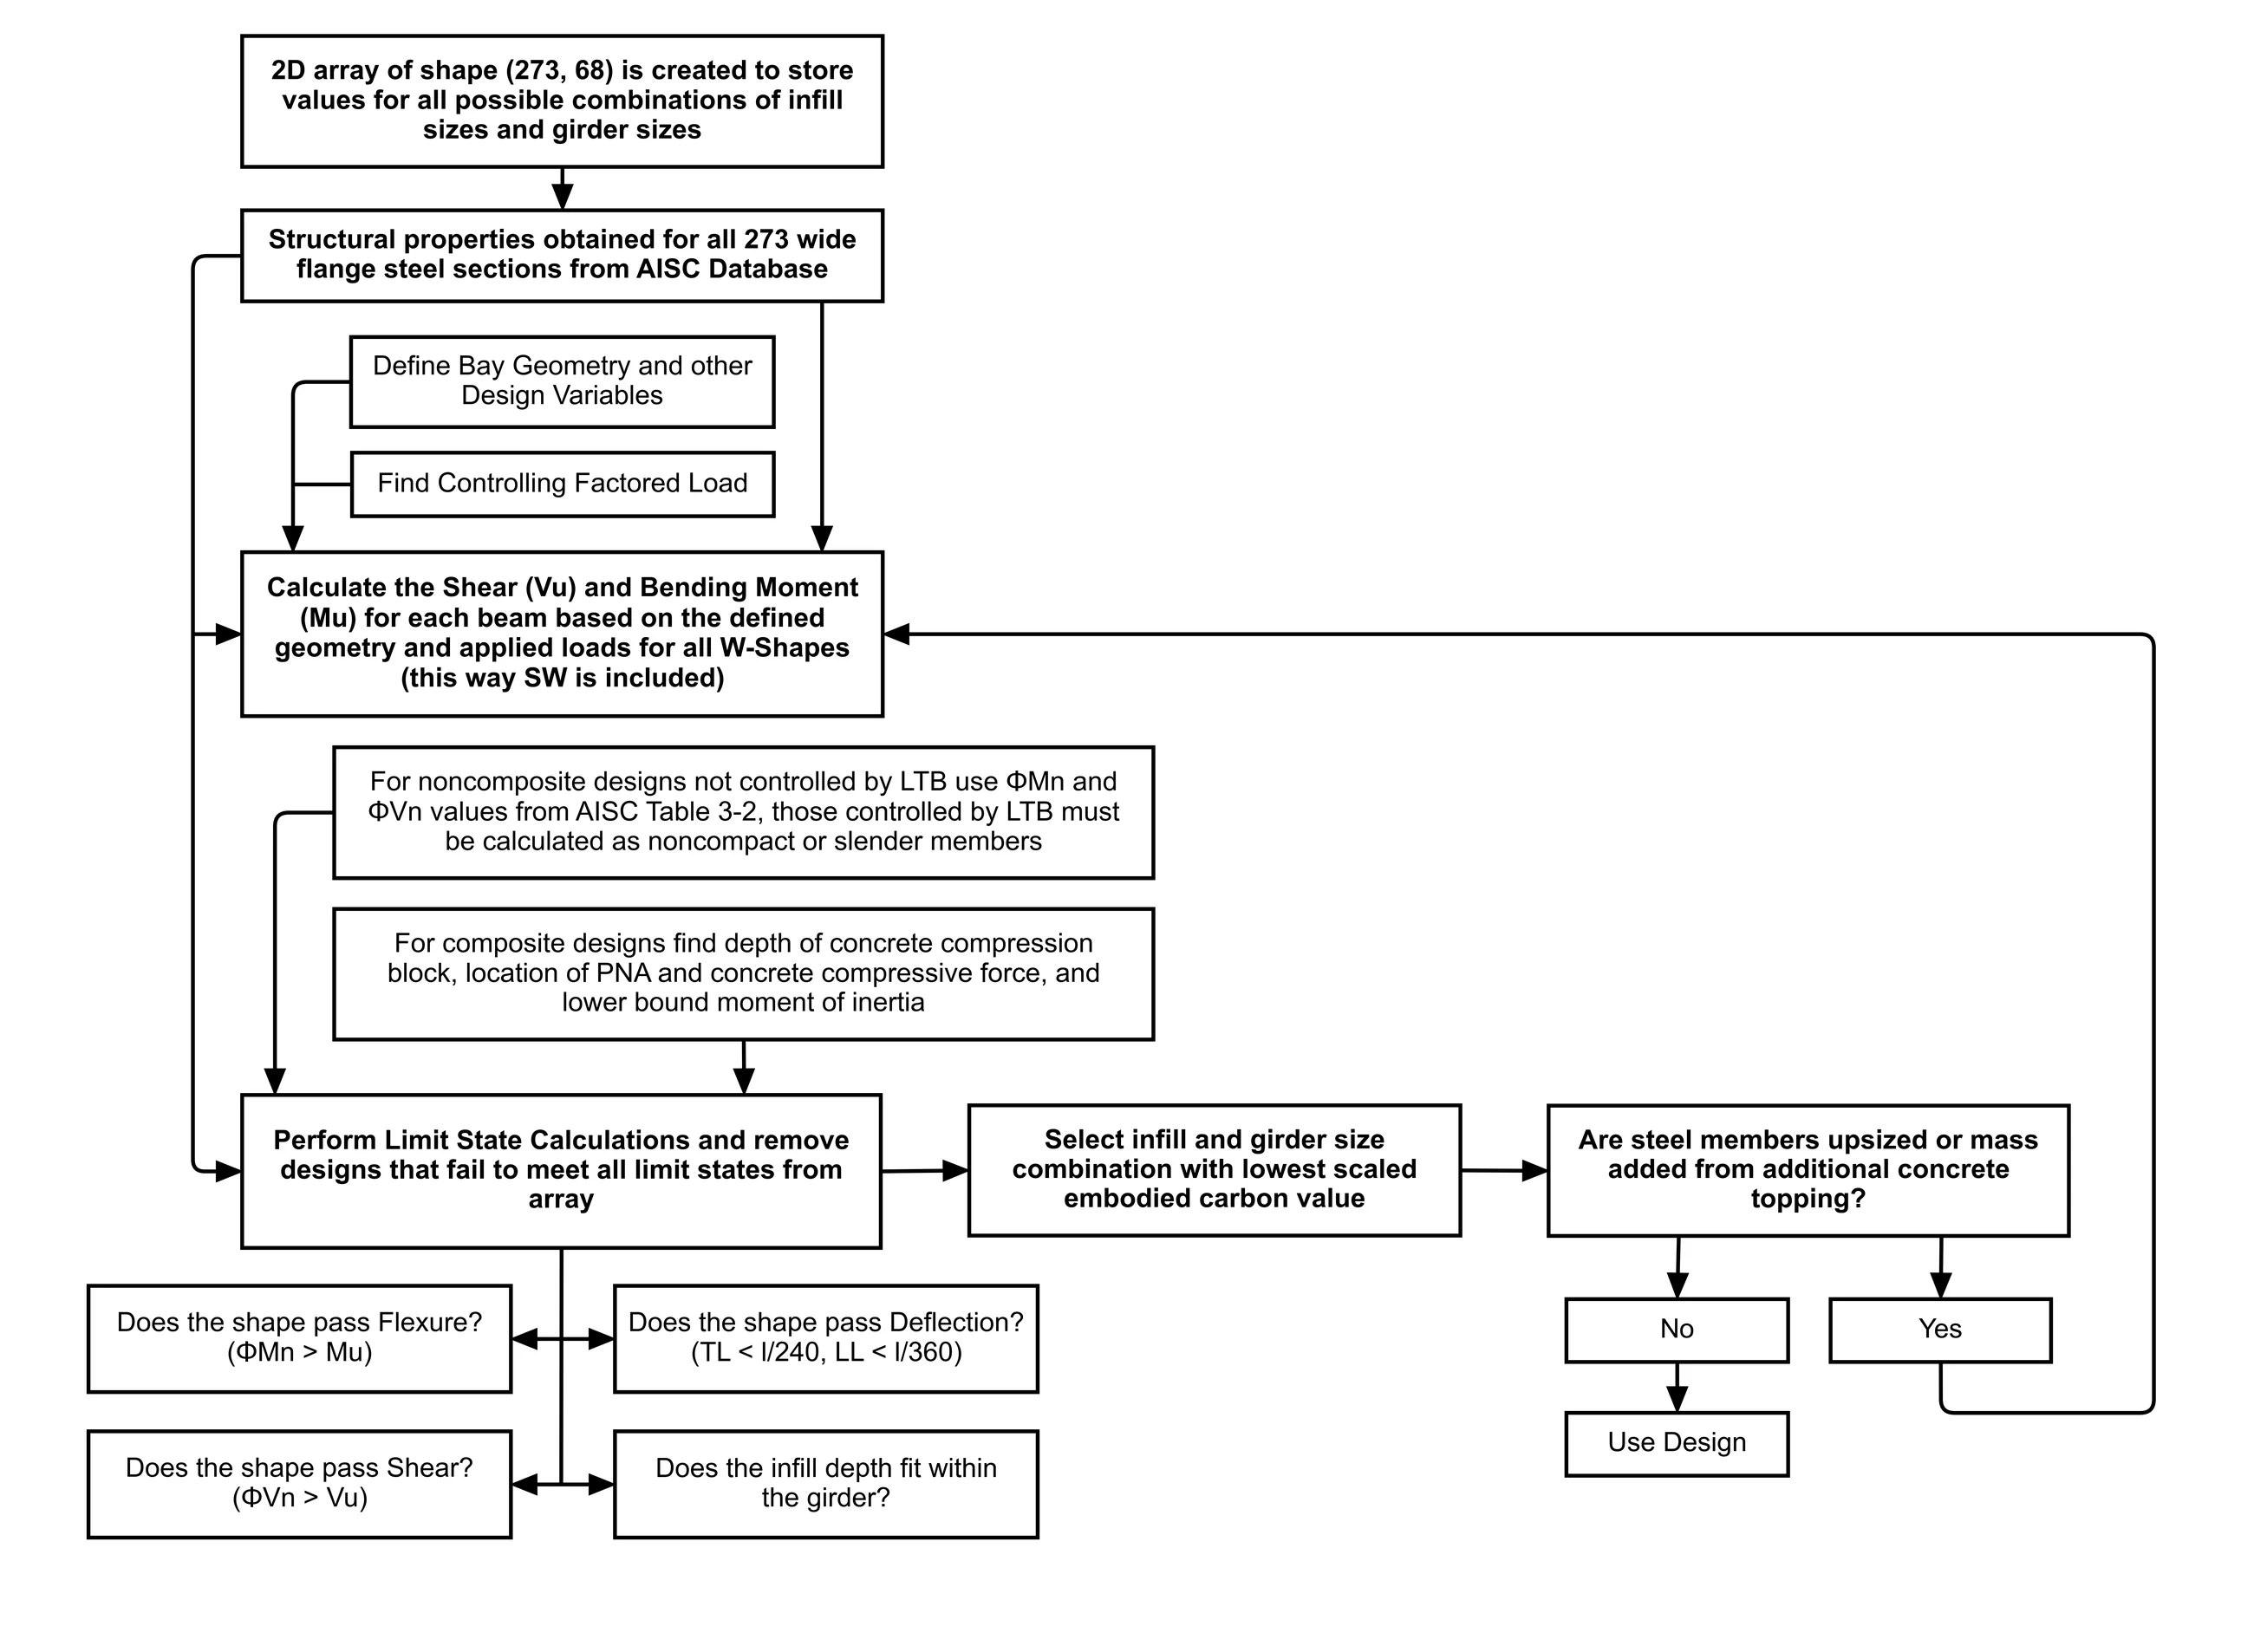 2D array of shape (273, 68) is created to store
values for all possible combinations of infill
sizes and girder sizes
Structural properties obtained for all 273 wide
flange steel sections from AISC Database
Define Bay Geometry and other
Design Variables
Find Controlling Factored Load
Calculate the Shear (Vu) and Bending Moment
(Mu) for each beam based on the defined
geometry and applied loads for all W-Shapes
(this way SW is included)
For noncomposite designs not controlled by LTB use ΦMn and
ΦVn values from AISC Table 3-2, those controlled by LTB must
be calculated as noncompact or slender members
For composite designs find depth of concrete compression
block, location of PNA and concrete compressive force, and
lower bound moment of inertia
Perform Limit State Calculations and remove
designs that fail to meet all limit states from
array
Select infill and girder size
combination with lowest scaled
embodied carbon value
Are steel members upsized or mass
added from additional concrete
topping?
Does the shape pass Flexure?
(ΦMn > Mu)
Does the shape pass Deflection?
(TL < l/240, LL < l/360)
No
Yes
Does the shape pass Shear?
(ΦVn > Vu)
Does the infill depth fit within
the girder?
Use Design